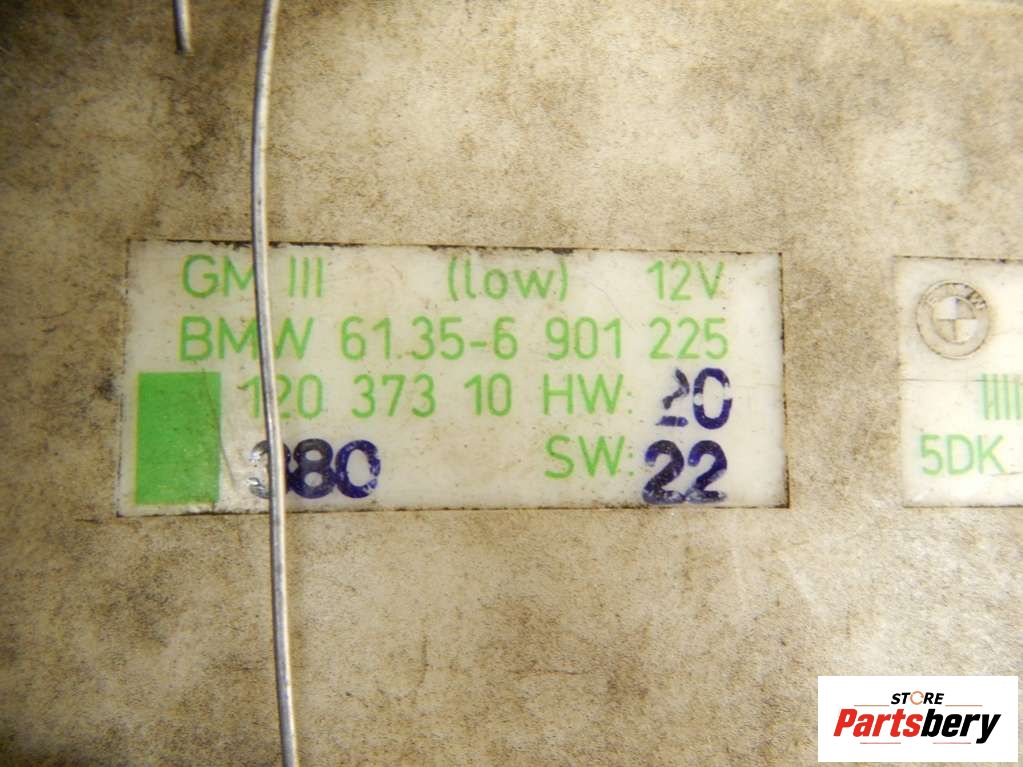 GM III (low) 12V
BMW 61.35-6 901 225
120 373 10 HW: 20
380 SW: 22
5DK
STORE
Partsbery